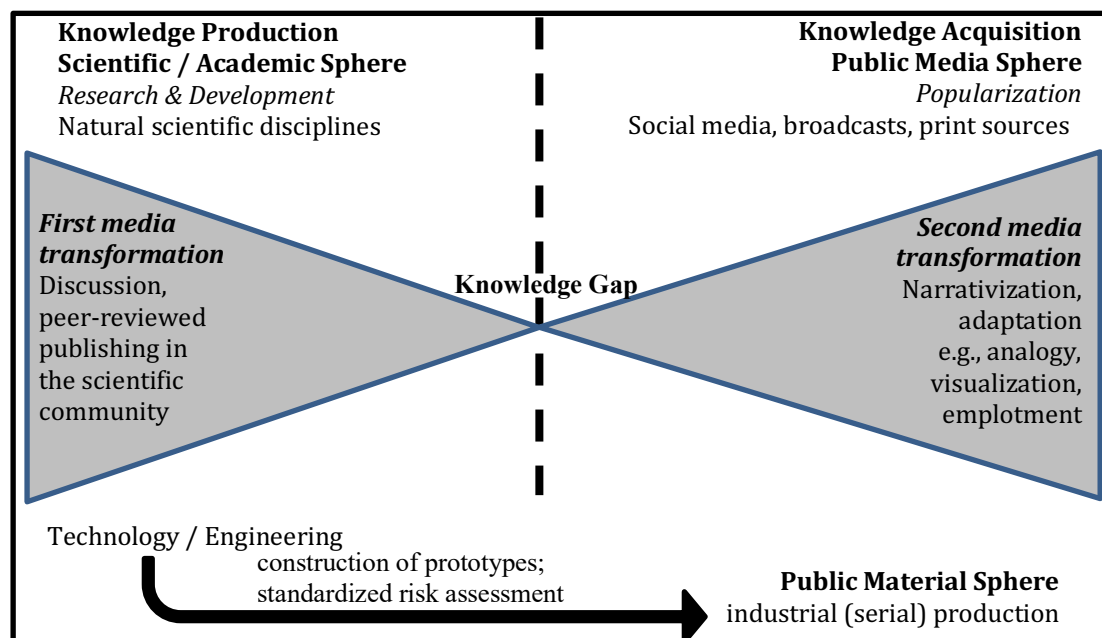 Knowledge Production
Scientific / Academic Sphere
Research & Development
Natural scientific disciplines
Knowledge Acquisition
Public Media Sphere
Popularization
Social media, broadcasts, print sources
First media
transformation
Discussion,
peer-reviewed
publishing in
the scientific
community
Knowledge Gap
Second media
transformation
Narrativization,
adaptation
e.g., analogy,
visualization,
emplotment
Technology / Engineering
construction of prototypes;
standardized risk assessment
Public Material Sphere
industrial (serial) production